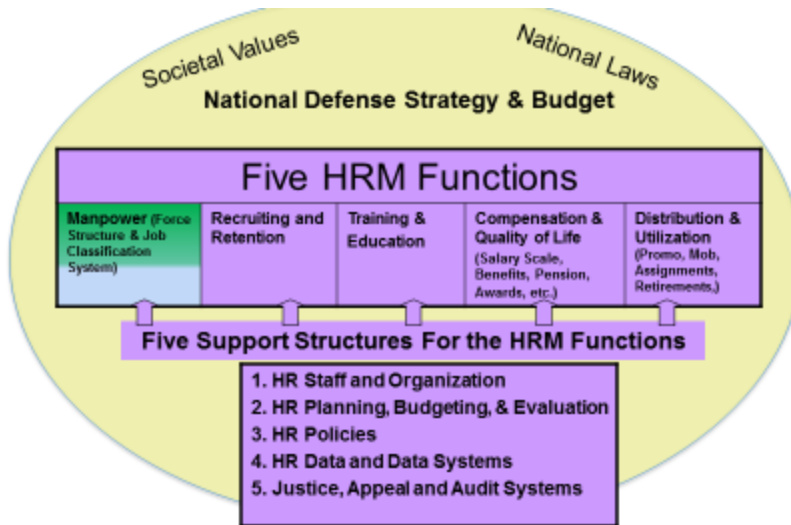 Societal Values
National Laws
National Defense Strategy & Budget
Five HRM Functions
Manpower (Force
Structure & Job
Classification
System)
Recruiting and
Retention
Training &
Education
Compensation &
Quality of Life
(Salary Scale,
Benefits, Pension,
Awards, etc.)
Distribution &
Utilization
(Promo, Mob,
Assignments,
Retirements,)
Five Support Structures For the HRM Functions
1. HR Staff and Organization
2. HR Planning, Budgeting, & Evaluation
3. HR Policies
4. HR Data and Data Systems
5. Justice, Appeal and Audit Systems